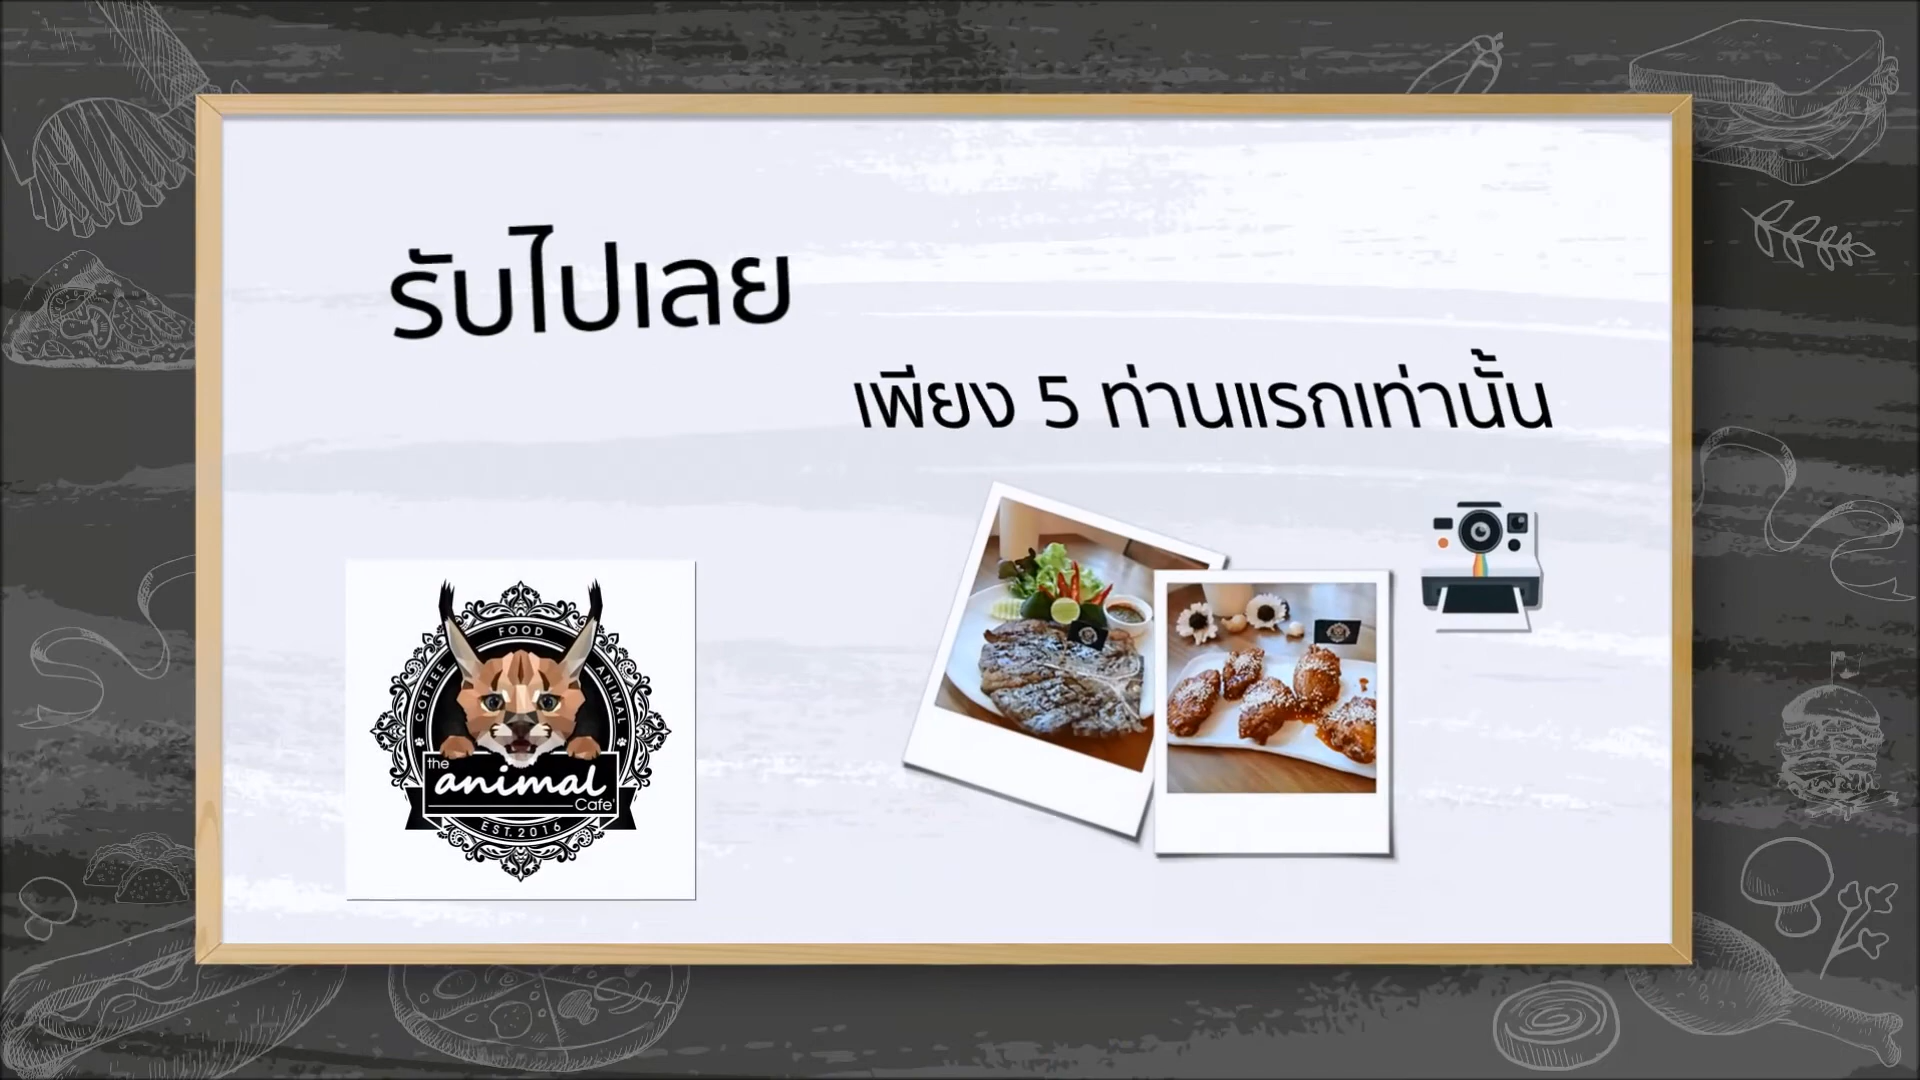 รับไปเลย
เพียง 5 ท่านแรกเท่านั้น
FOOD
COFFEE
ANIMAL
the
animal
Cafe'
EST. 2016